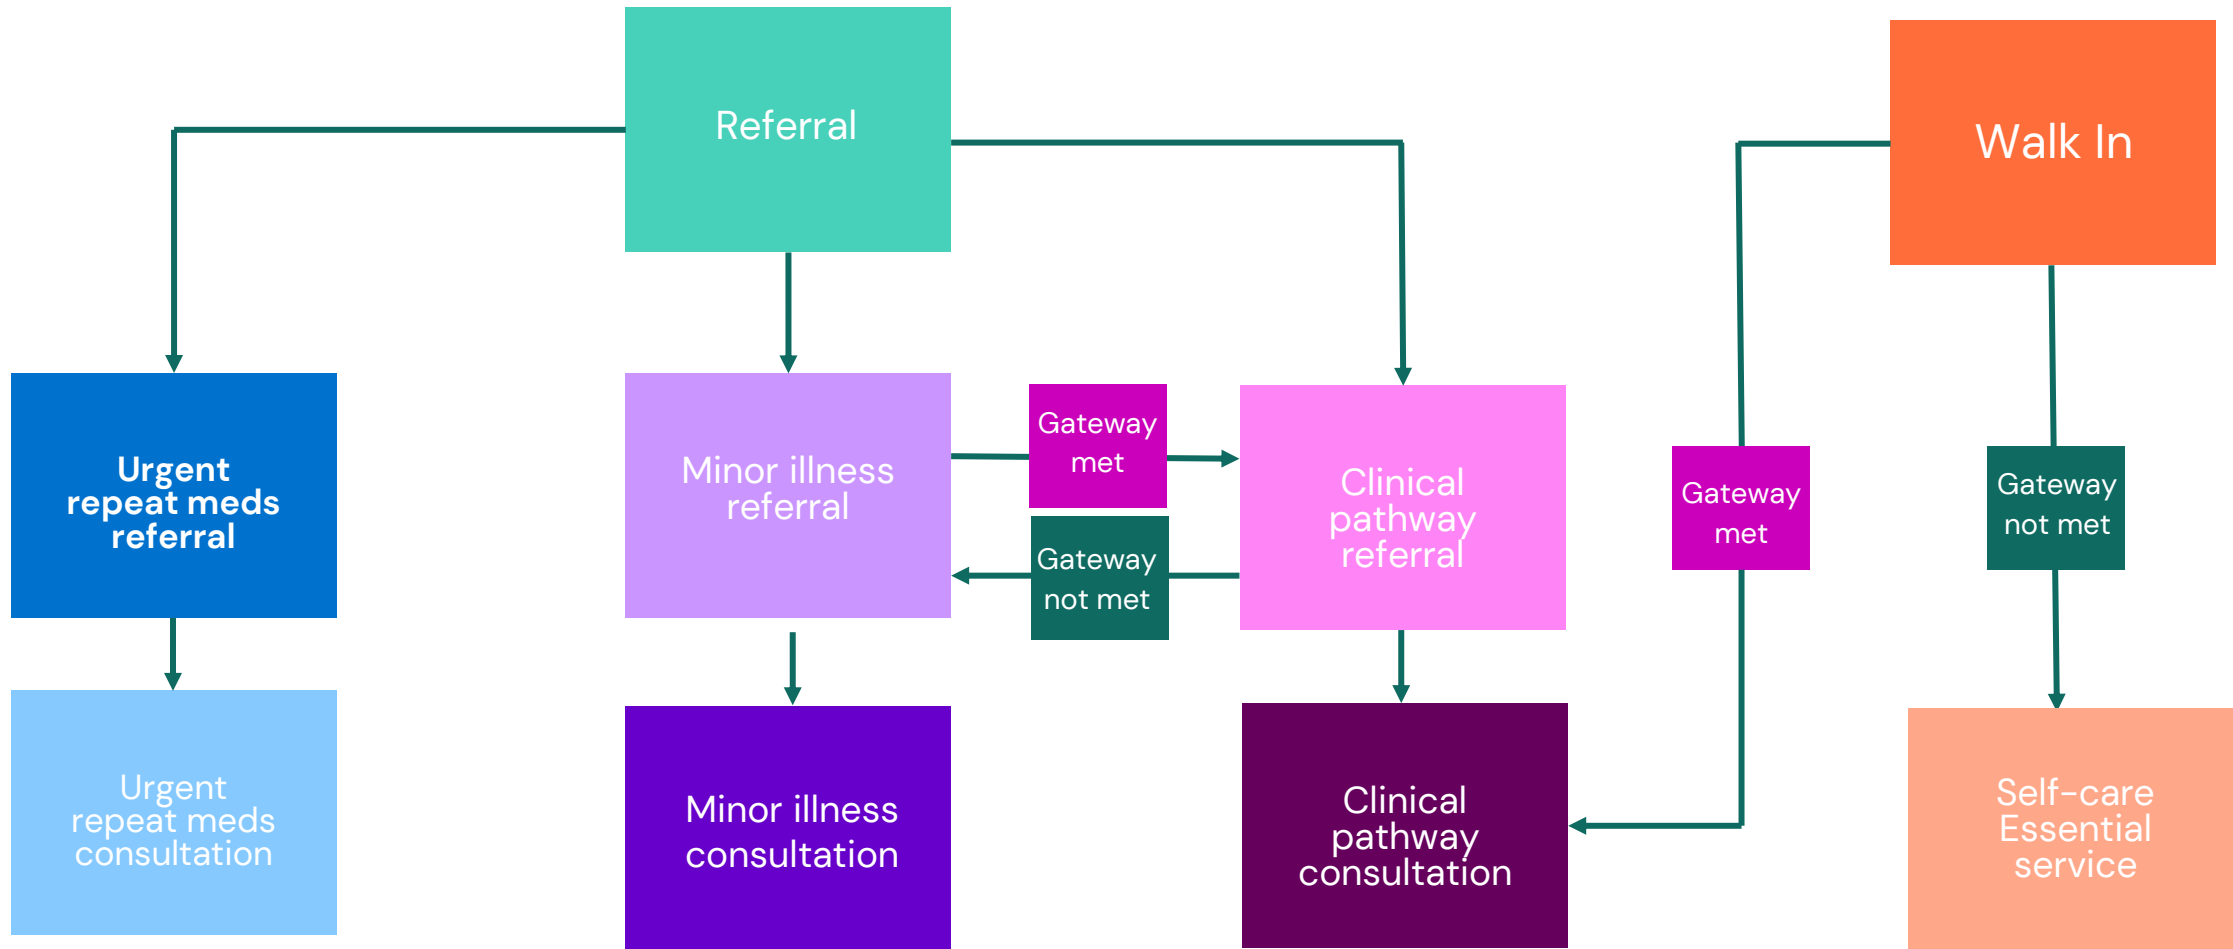 Referral
Walk In
Urgent
repeat meds
referral
Minor illness
referral
Gateway
met
Gateway
not met
Clinical
pathway
referral
Gateway
met
Gateway
not met
Urgent
repeat meds
consultation
Minor illness
consultation
Clinical
pathway
consultation
Self-care
Essential
service